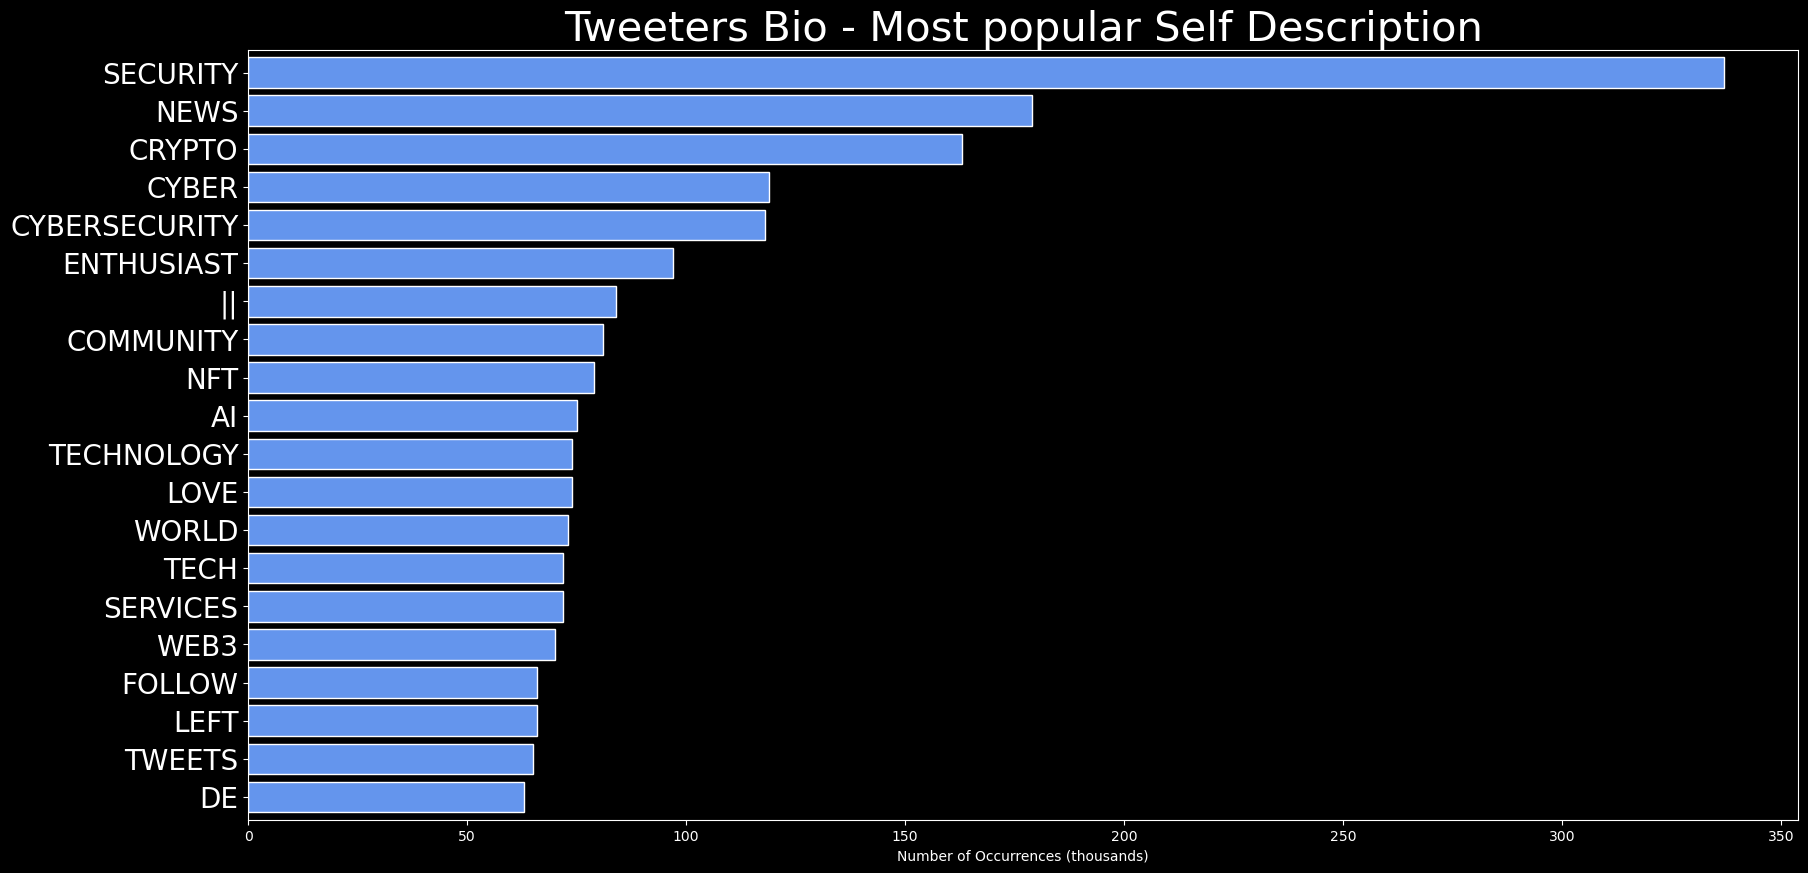 Tweeters Bio - Most popular Self Description
SECURITY
NEWS
CRYPTO
CYBER
CYBERSECURITY
ENTHUSIAST
||
COMMUNITY
NFT
AI
TECHNOLOGY
LOVE
WORLD
TECH
SERVICES
WEB3
FOLLOW
LEFT
TWEETS
DE
0 50 100 150 200 250 300 350
Number of Occurrences (thousands)